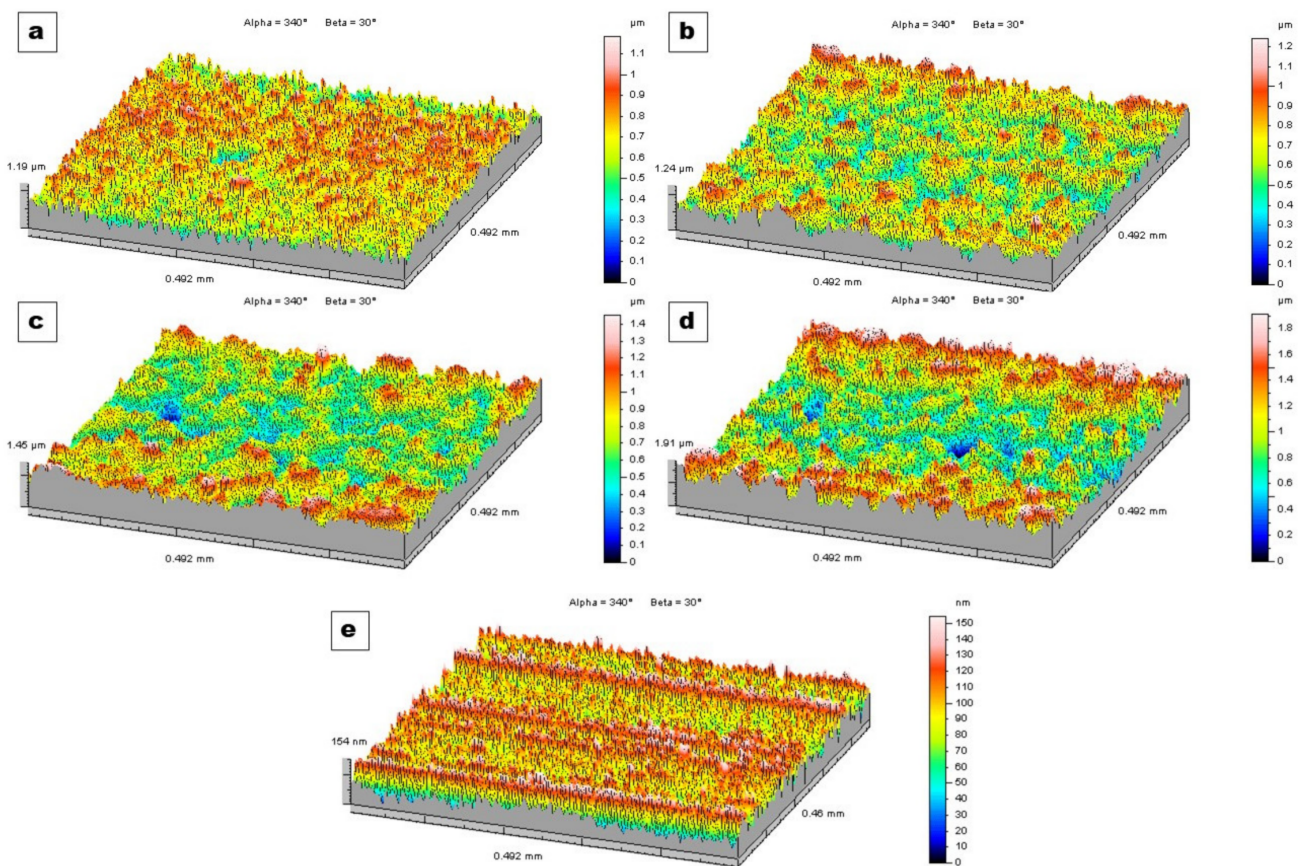 a
Alpha = 340° Beta = 30°
µm
1.1
1
0.9
0.8
0.7
0.6
0.5
0.4
0.3
0.2
0.1
0
1.19 µm
0.492 mm
0.492 mm
b
Alpha = 340° Beta = 30°
µm
1.2
1.1
1
0.9
0.8
0.7
0.6
0.5
0.4
0.3
0.2
0.1
0
1.24 µm
0.492 mm
0.492 mm
c
Alpha = 340° Beta = 30°
µm
1.4
1.3
1.2
1.1
1
0.9
0.8
0.7
0.6
0.5
0.4
0.3
0.2
0.1
0
1.45 µm
0.492 mm
0.492 mm
d
Alpha = 340° Beta = 30°
µm
1.8
1.6
1.4
1.2
1
0.8
0.6
0.4
0.2
0
1.91 µm
0.492 mm
0.492 mm
e
Alpha = 340° Beta = 30°
nm
150
140
130
120
110
100
90
80
70
60
50
40
30
20
10
0
154 nm
0.46 mm
0.492 mm